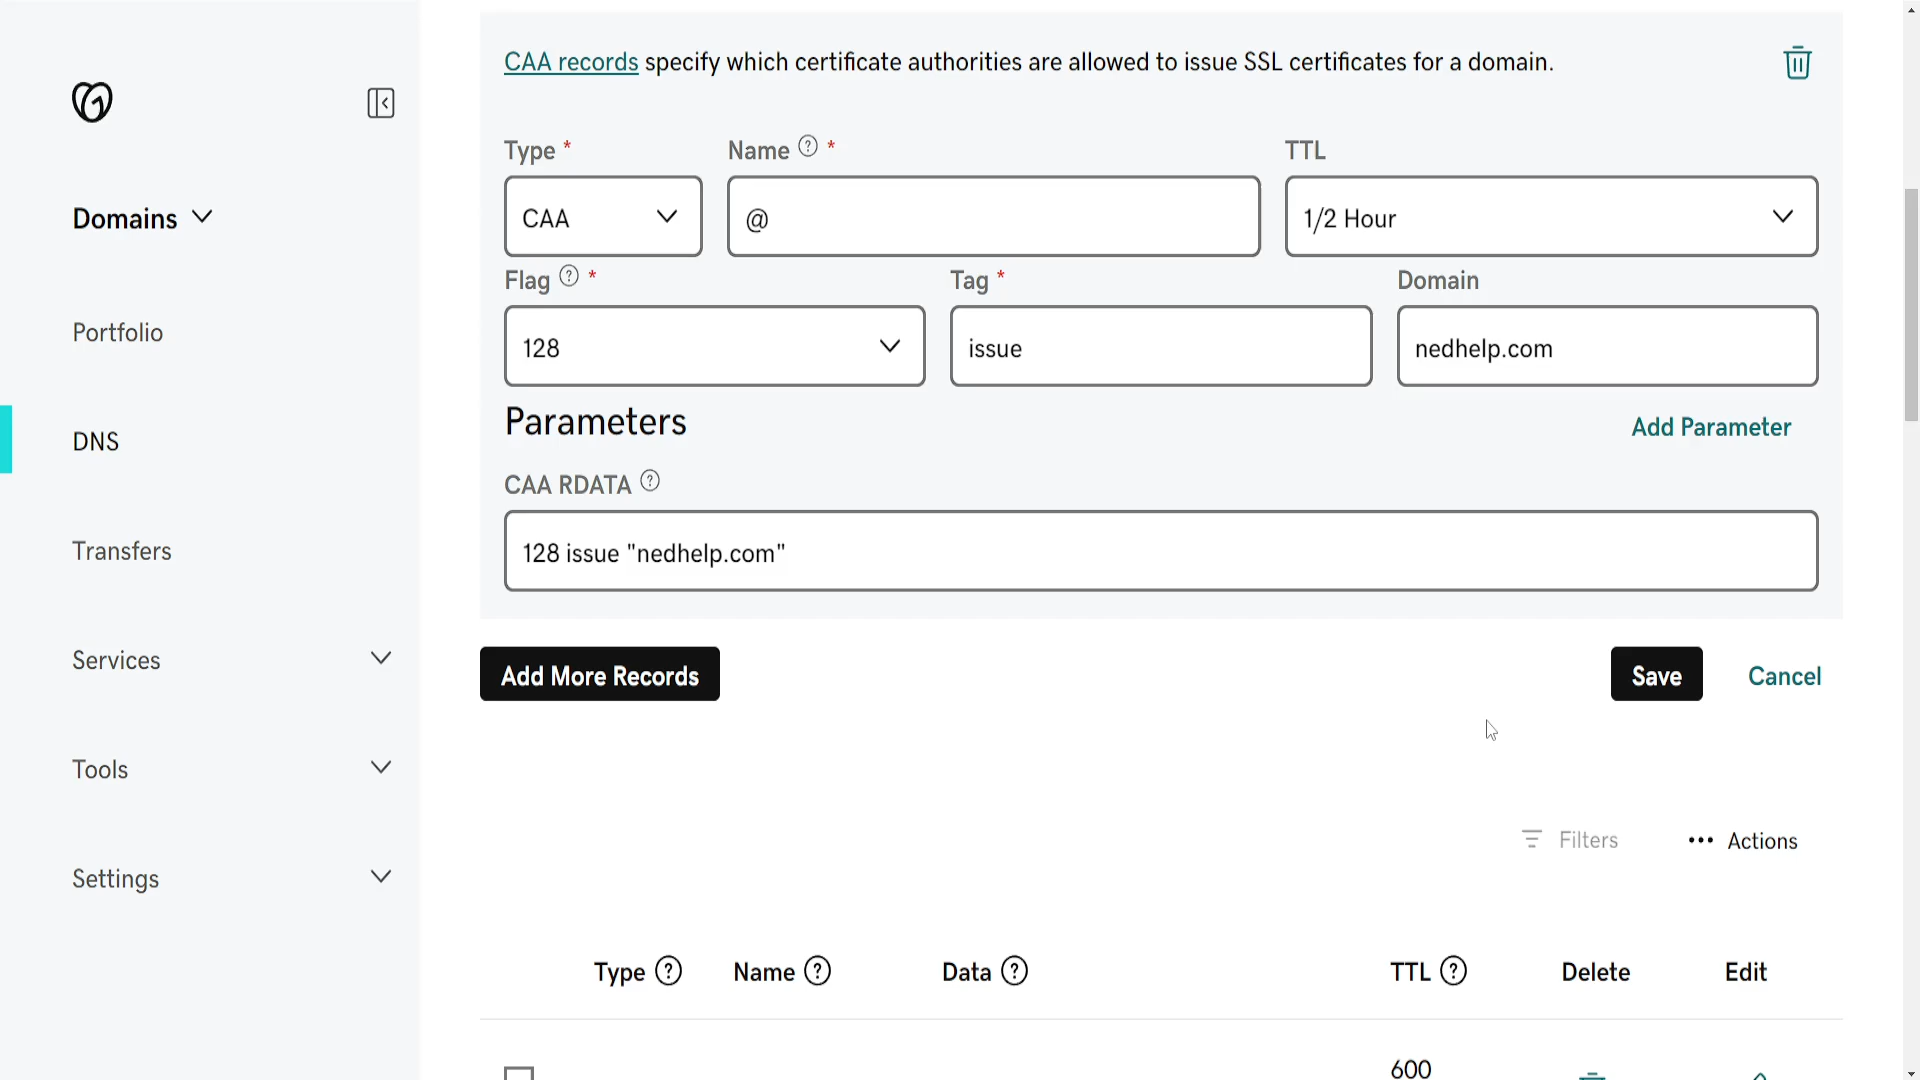 CAA records specify which certificate authorities are allowed to issue SSL certificates for a domain.
Type * Name ? * TTL
CAA @ 1/2 Hour
Flag ? * Tag * Domain
128 issue nedhelp.com
Parameters Add Parameter
CAA RDATA ?
128 issue "nedhelp.com"
Add More Records Save Cancel
Filters ••• Actions
Type ? Name ? Data ? TTL ? Delete Edit
600
Domains
Portfolio
DNS
Transfers
Services
Tools
Settings